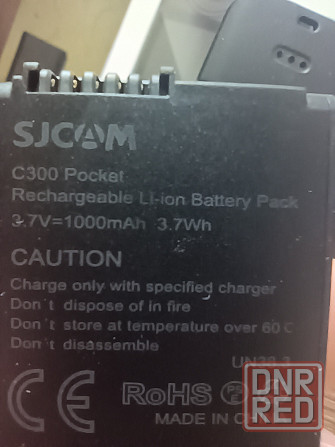 SJCAM
C300 Pocket
Rechargeable Li-ion Battery Pack
3.7V=1000mAh 3.7Wh
CAUTION
Charge only with specified charger
Don't dispose of in fire
Don't store at temperature over 60 C
Don't disassemble
UN38.3
CE RoHS
MADE IN
DNR
RED